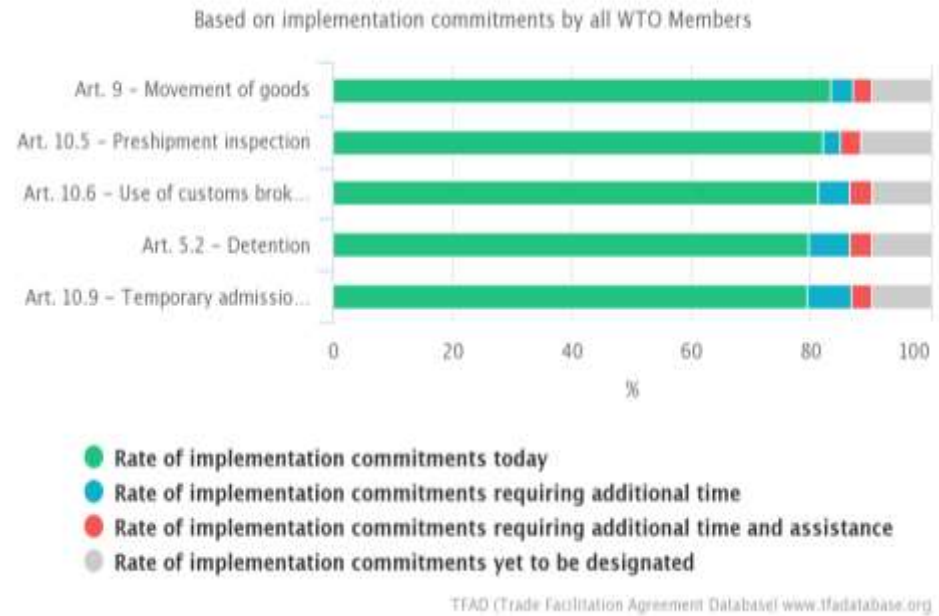 Based on implementation commitments by all WTO Members
Art. 9 – Movement of goods
Art. 10.5 – Preshipment inspection
Art. 10.6 – Use of customs brok...
Art. 5.2 – Detention
Art. 10.9 – Temporary admissio...
0 20 40 60 80 100
%
Rate of implementation commitments today
Rate of implementation commitments requiring additional time
Rate of implementation commitments requiring additional time and assistance
Rate of implementation commitments yet to be designated
TFAD (Trade Facilitation Agreement Database) www.tfadatabase.org